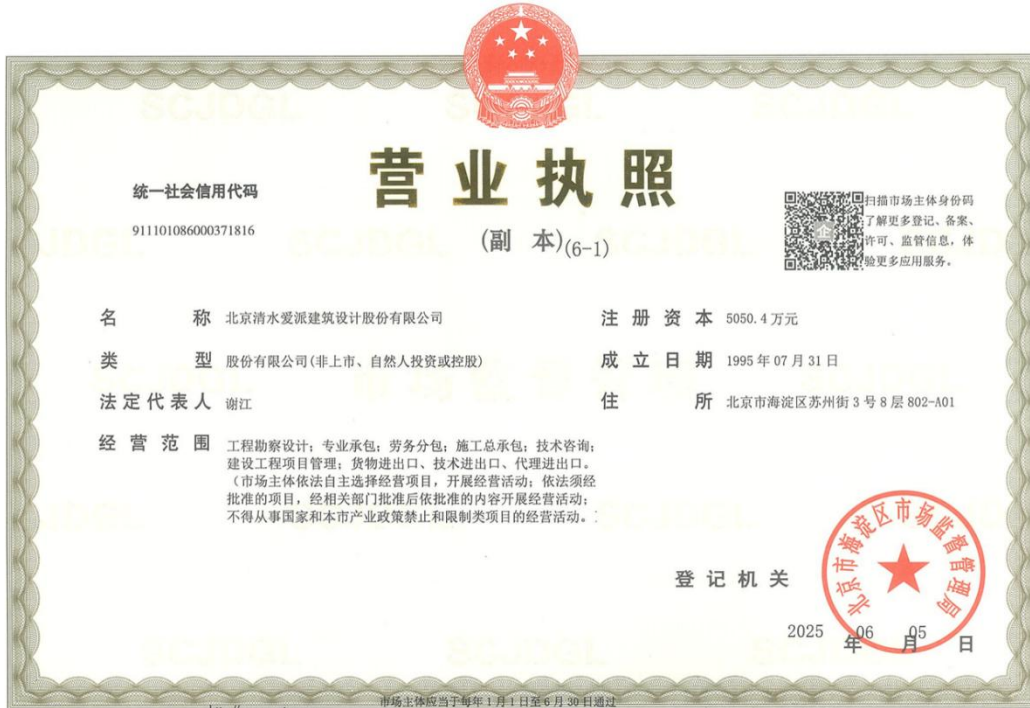 营业执照
(副 本)(6-1)
统一社会信用代码
911101086000371816
扫描市场主体身份码
了解更多登记、备案、
许可、监管信息，体
验更多应用服务。
企
名 称 北京清水爱派建筑设计股份有限公司
类 型 股份有限公司(非上市、自然人投资或控股)
法定代表人 谢江
经营范围 工程勘察设计；专业承包；劳务分包；施工总承包；技术咨询；
建设工程项目管理；货物进出口、技术进出口、代理进出口。
（市场主体依法自主选择经营项目，开展经营活动；依法须经
批准的项目，经相关部门批准后依批准的内容开展经营活动；
不得从事国家和本市产业政策禁止和限制类项目的经营活动。）
注册资本 5050.4万元
成立日期 1995年07月31日
住 所 北京市海淀区苏州街3号8层802-A01
登记机关
北京市海淀区市场监督管理局
2025 年 06 月 05 日
市场主体应当于每年1月1日至6月30日通过